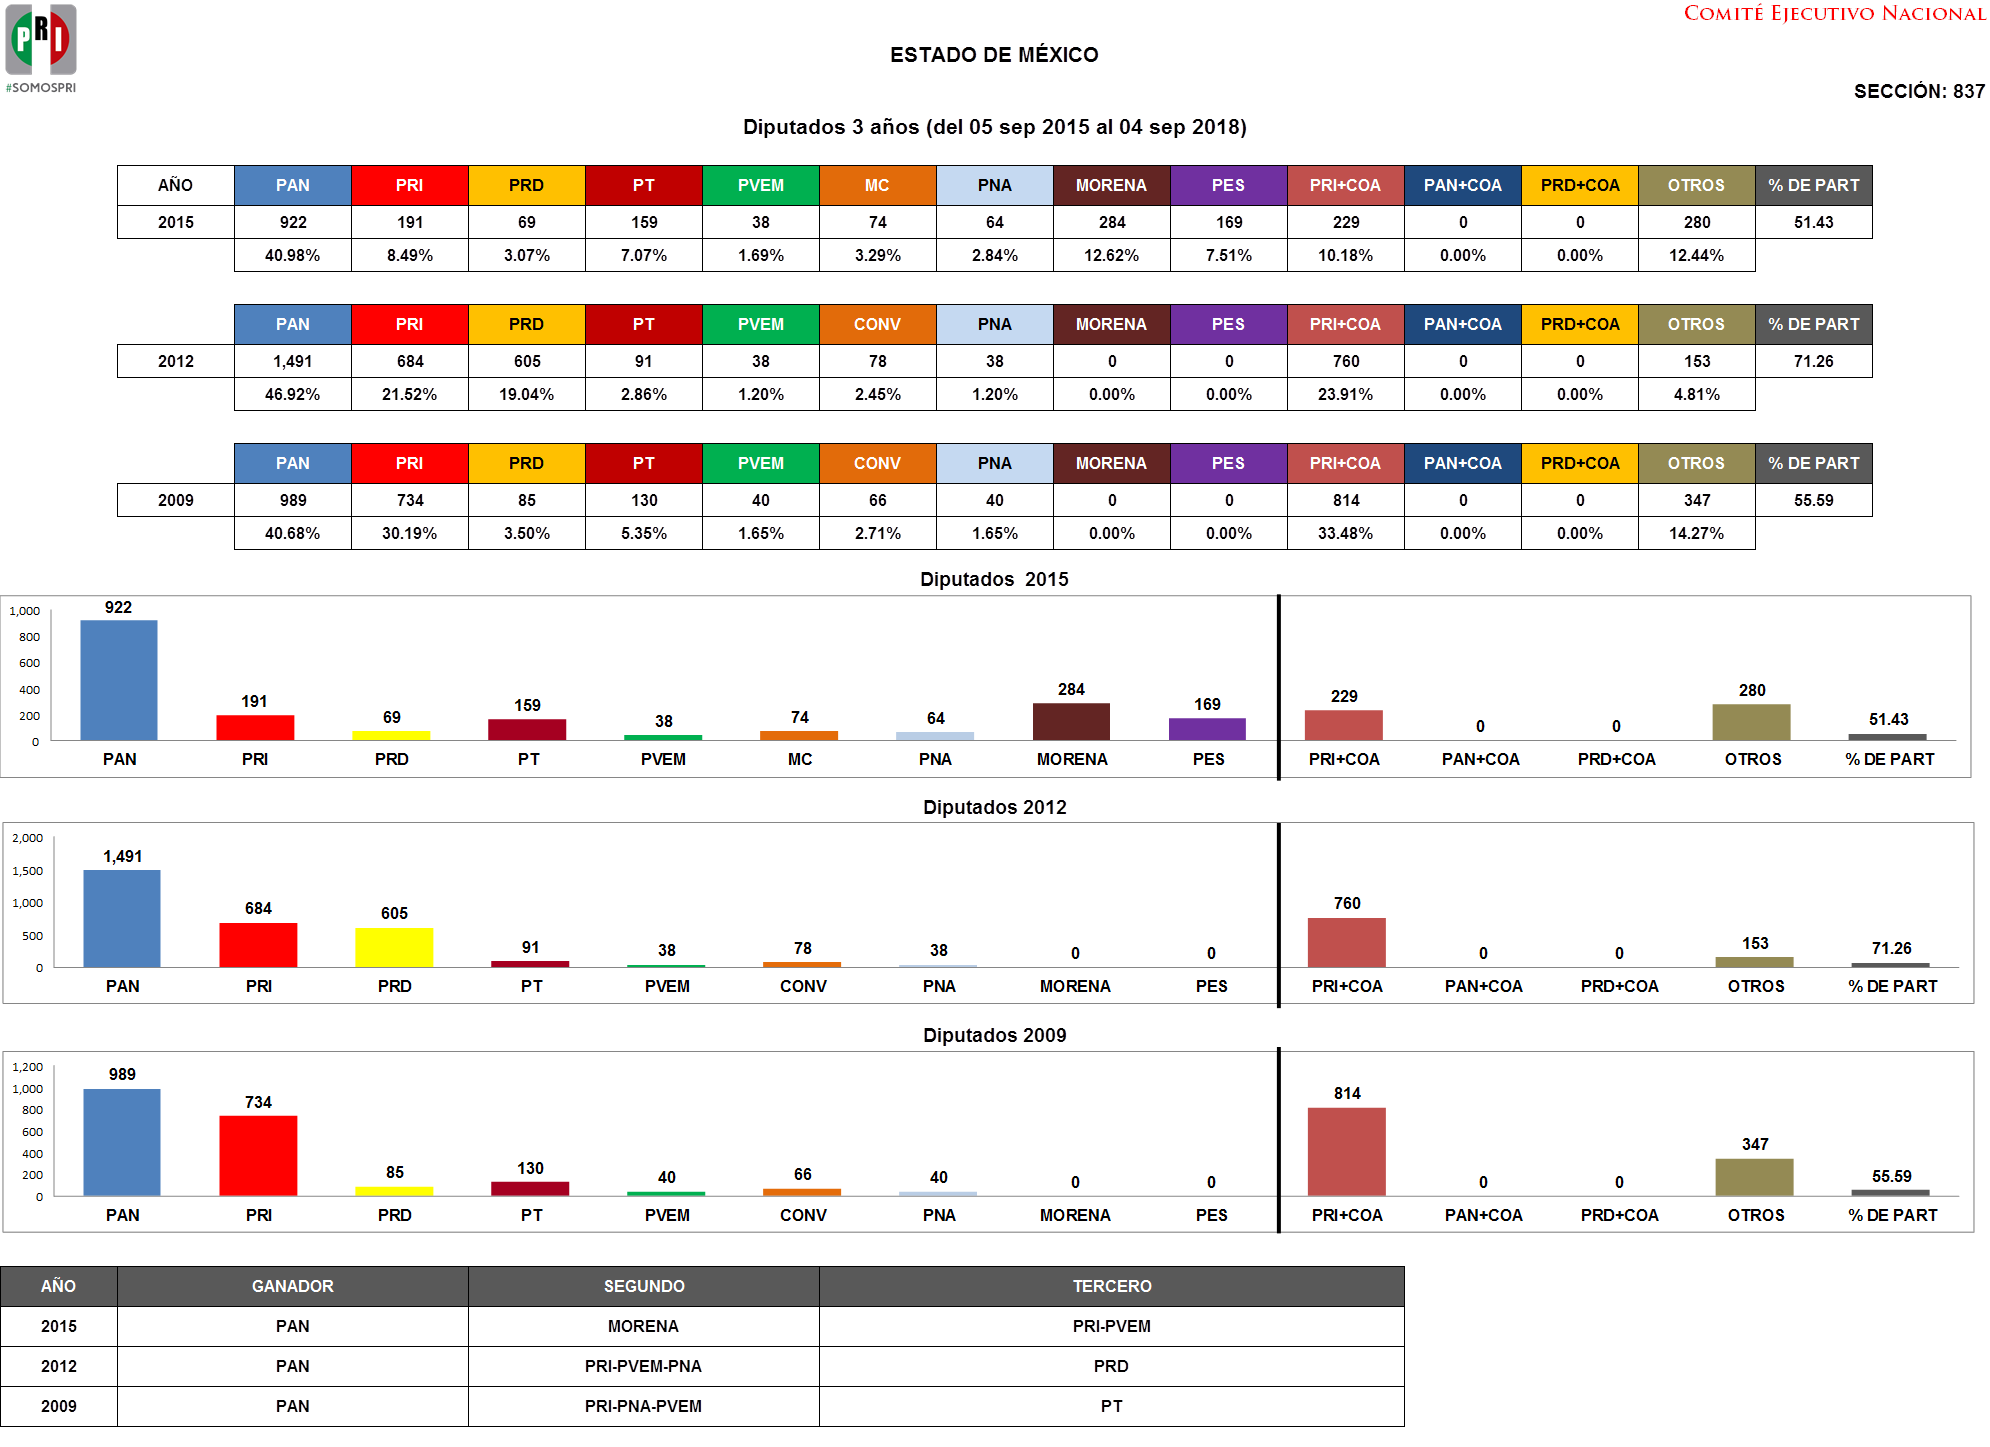 PRI
#SOMOSPRI
COMITÉ EJECUTIVO NACIONAL
ESTADO DE MÉXICO
SECCIÓN: 837
Diputados 3 años (del 05 sep 2015 al 04 sep 2018)
AÑO PAN PRI PRD PT PVEM MC PNA MORENA PES PRI+COA PAN+COA PRD+COA OTROS % DE PART
2015 922 191 69 159 38 74 64 284 169 229 0 0 280 51.43
40.98% 8.49% 3.07% 7.07% 1.69% 3.29% 2.84% 12.62% 7.51% 10.18% 0.00% 0.00% 12.44%
PAN PRI PRD PT PVEM CONV PNA MORENA PES PRI+COA PAN+COA PRD+COA OTROS % DE PART
2012 1,491 684 605 91 38 78 38 0 0 760 0 0 153 71.26
46.92% 21.52% 19.04% 2.86% 1.20% 2.45% 1.20% 0.00% 0.00% 23.91% 0.00% 0.00% 4.81%
PAN PRI PRD PT PVEM CONV PNA MORENA PES PRI+COA PAN+COA PRD+COA OTROS % DE PART
2009 989 734 85 130 40 66 40 0 0 814 0 0 347 55.59
40.68% 30.19% 3.50% 5.35% 1.65% 2.71% 1.65% 0.00% 0.00% 33.48% 0.00% 0.00% 14.27%
Diputados 2015
1,000
800
600
400
200
0
922 191 69 159 38 74 64 284 169 229 0 0 280 51.43
PAN PRI PRD PT PVEM MC PNA MORENA PES PRI+COA PAN+COA PRD+COA OTROS % DE PART
Diputados 2012
2,000
1,500
1,000
500
0
1,491 684 605 91 38 78 38 0 0 760 0 0 153 71.26
PAN PRI PRD PT PVEM CONV PNA MORENA PES PRI+COA PAN+COA PRD+COA OTROS % DE PART
Diputados 2009
1,200
1,000
800
600
400
200
0
989 734 85 130 40 66 40 0 0 814 0 0 347 55.59
PAN PRI PRD PT PVEM CONV PNA MORENA PES PRI+COA PAN+COA PRD+COA OTROS % DE PART
AÑO GANADOR SEGUNDO TERCERO
2015 PAN MORENA PRI-PVEM
2012 PAN PRI-PVEM-PNA PRD
2009 PAN PRI-PNA-PVEM PT